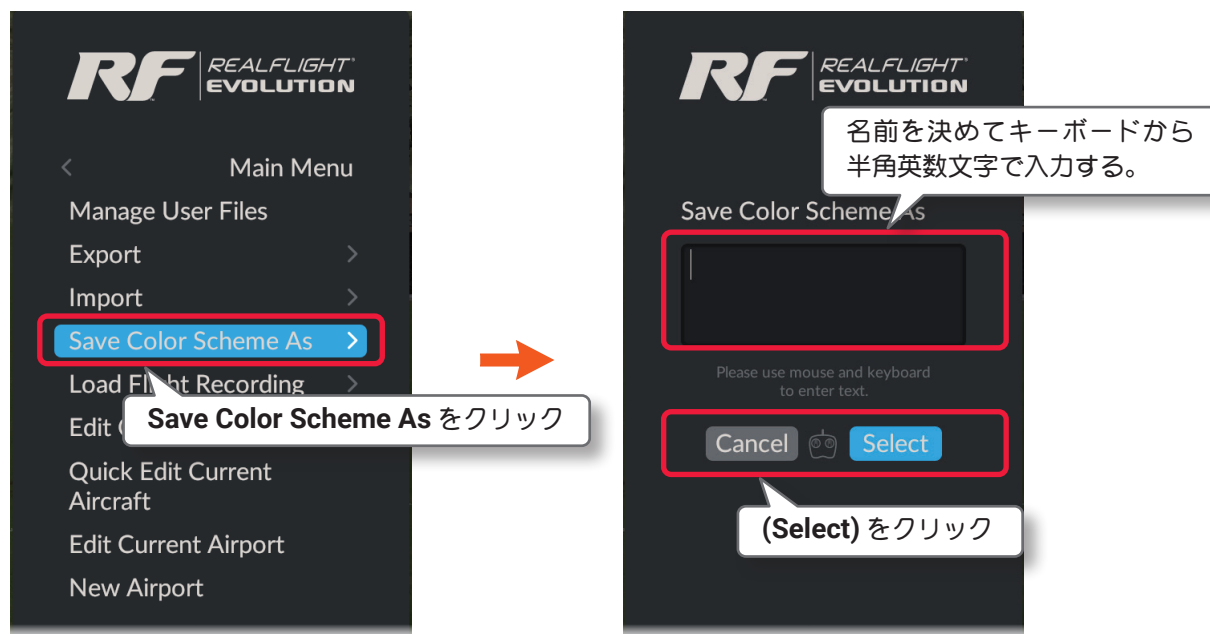 RF REALFLIGHT
EVOLUTION
Main Menu
Manage User Files
Export
Import
Save Color Scheme As
Load Flight Recording
Save Color Scheme As をクリック
Edit
Quick Edit Current
Aircraft
Edit Current Airport
New Airport
RF REALFLIGHT
EVOLUTION
名前を決めてキーボードから
半角英数文字で入力する。
Save Color Scheme As
Please use mouse and keyboard
to enter text.
Cancel Select
(Select) をクリック